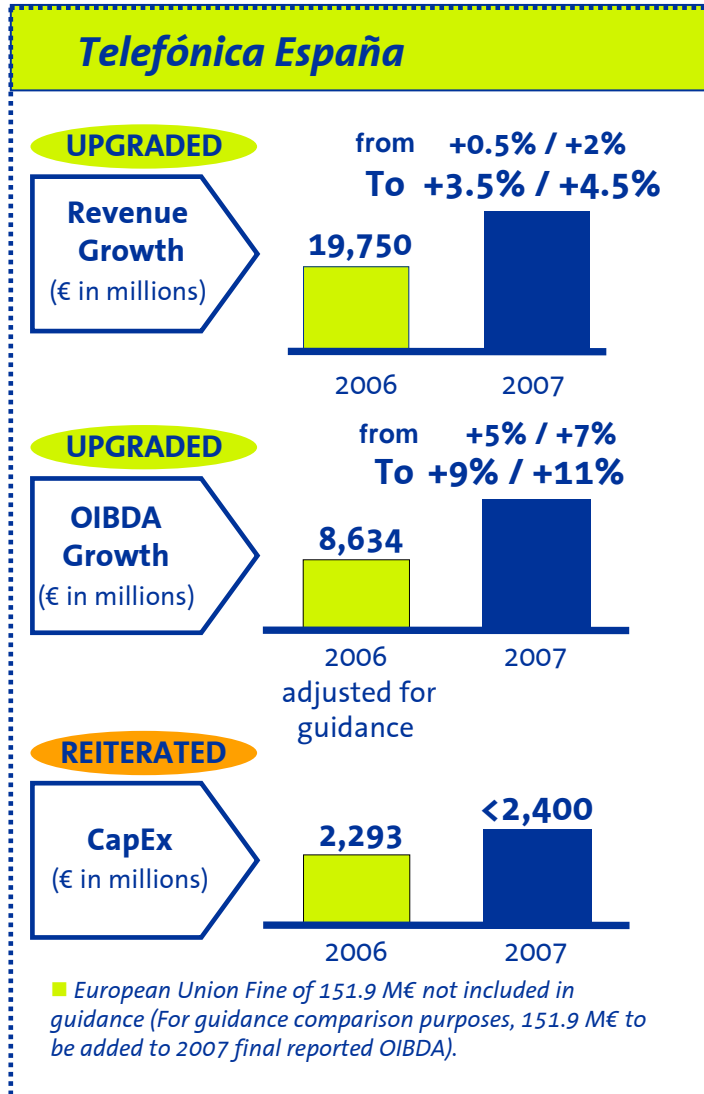 Telefónica España
UPGRADED
from +0.5% / +2%
To +3.5% / +4.5%
Revenue
Growth
(€ in millions)
19,750
2006 2007
UPGRADED
from +5% / +7%
To +9% / +11%
OIBDA
Growth
(€ in millions)
8,634
2006 2007
adjusted for
guidance
REITERATED
CapEx
(€ in millions)
2,293
<2,400
2006 2007
European Union Fine of 151.9 M€ not included in
guidance (For guidance comparison purposes, 151.9 M€ to
be added to 2007 final reported OIBDA).